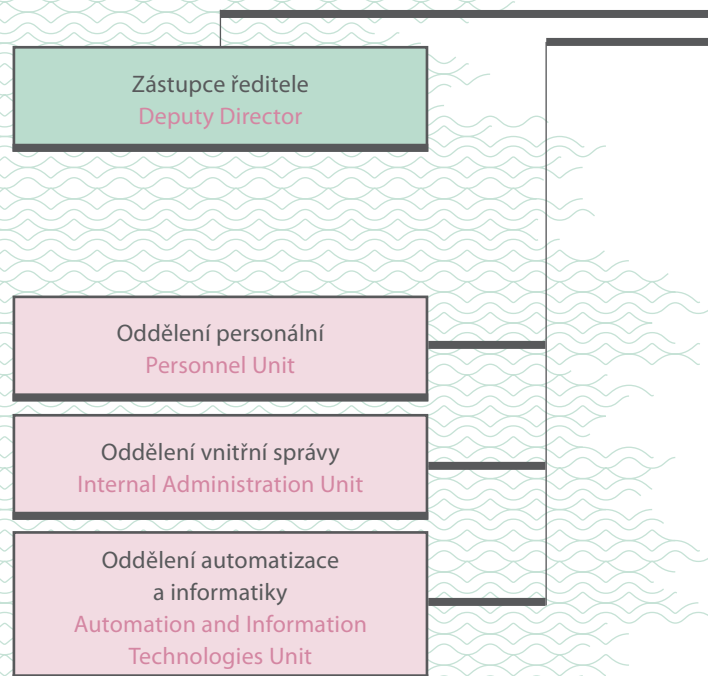 Zástupce ředitele
Deputy Director
Oddělení personální
Personnel Unit
Oddělení vnitřní správy
Internal Administration Unit
Oddělení automatizace
a informatiky
Automation and Information
Technologies Unit